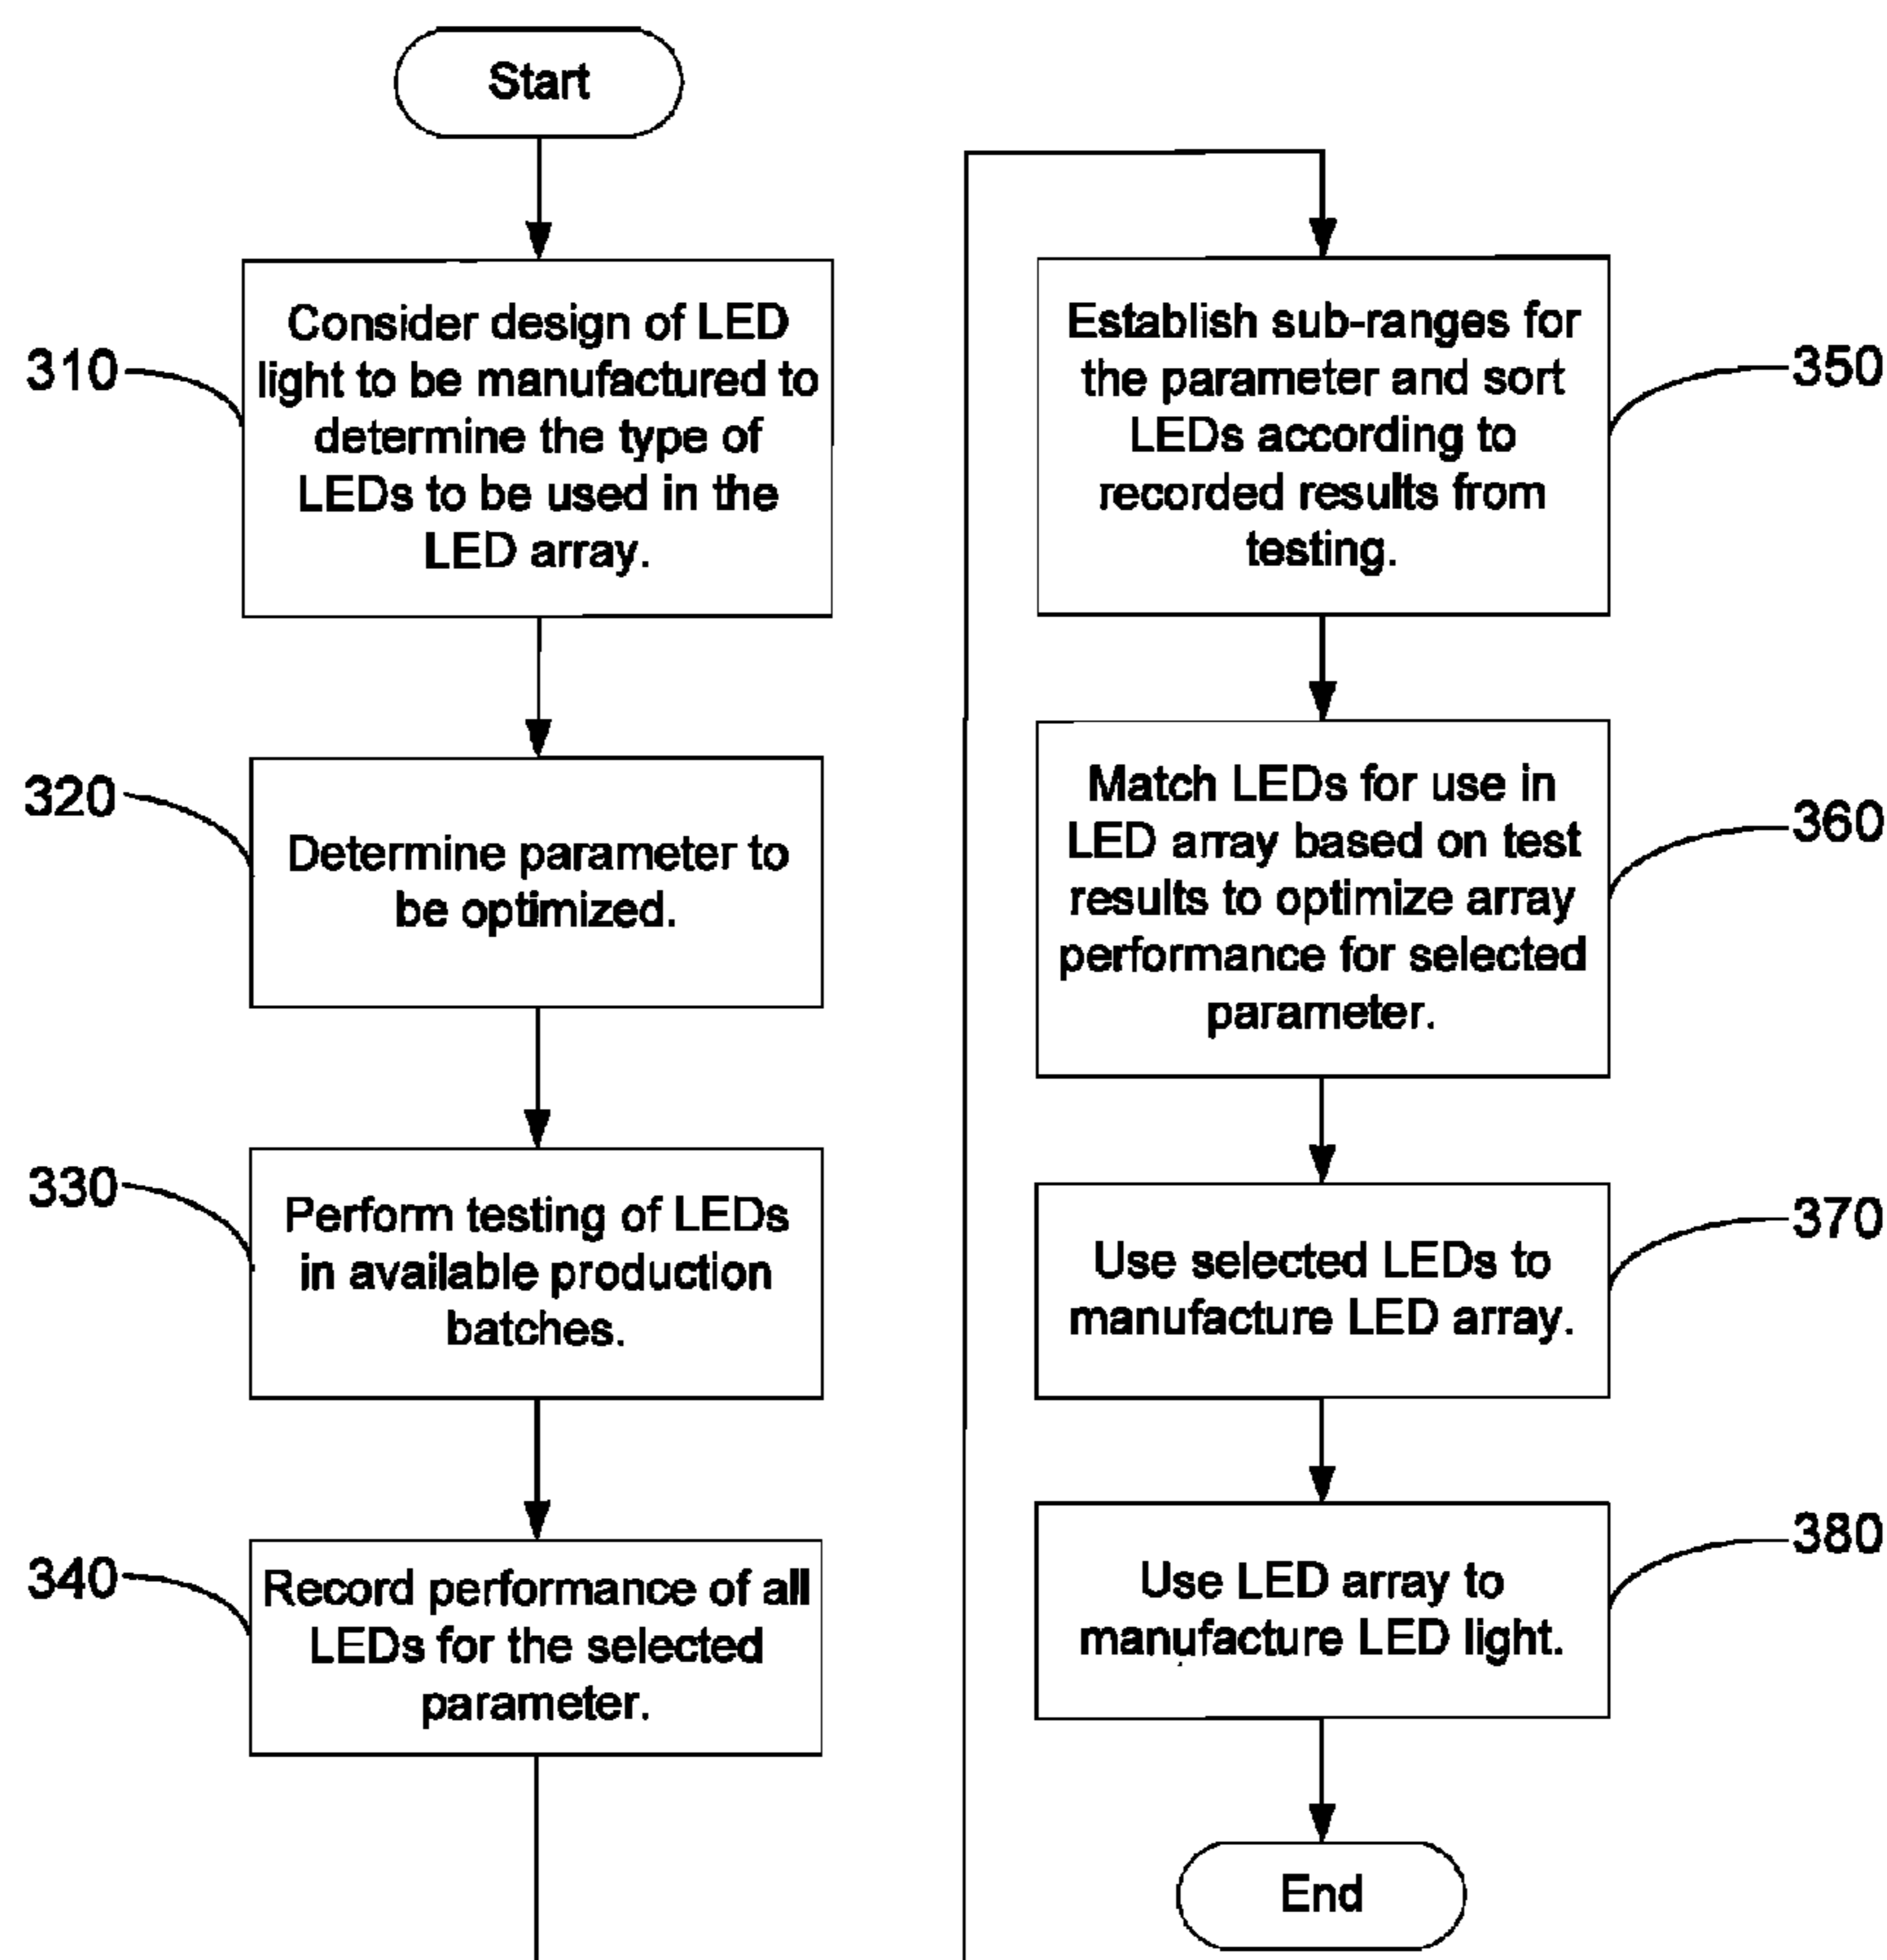 Start
310
Consider design of LED
light to be manufactured to
determine the type of
LEDs to be used in the
LED array.
320
Determine parameter to
be optimized.
330
Perform testing of LEDs
in available production
batches.
340
Record performance of all
LEDs for the selected
parameter.
350
Establish sub-ranges for
the parameter and sort
LEDs according to
recorded results from
testing.
360
Match LEDs for use in
LED array based on test
results to optimize array
performance for selected
parameter.
370
Use selected LEDs to
manufacture LED array.
380
Use LED array to
manufacture LED light.
End